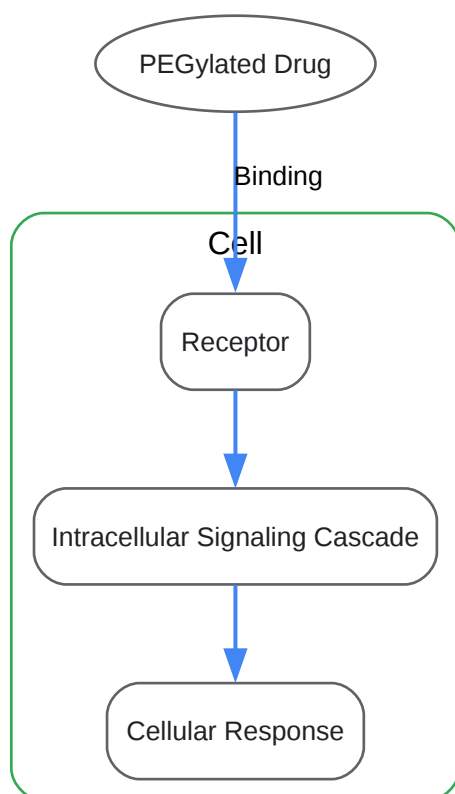 PEGylated Drug
Binding
Cell
Receptor
Intracellular Signaling Cascade
Cellular Response